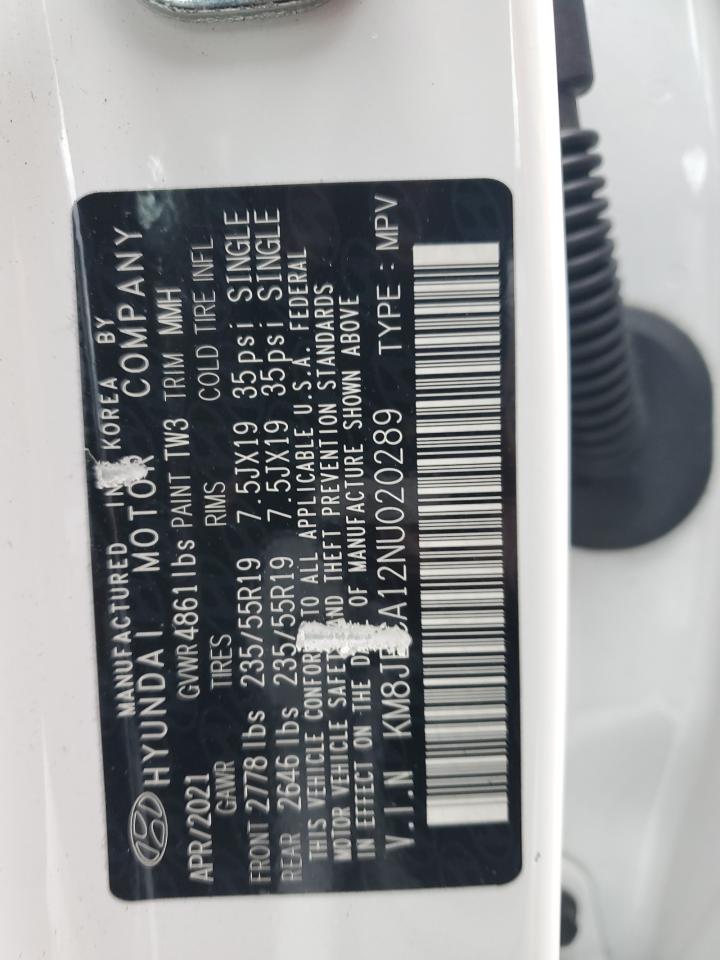 MANUFACTURED IN KOREA BY
HYUNDAI MOTOR COMPANY
APR/2021 GVWR 4861 lbs PAINT TW3 TRIM MMH
GAWR TIRES RIMS COLD TIRE INFL
FRONT 2778 lbs 235/55R19 7.5JX19 35psi SINGLE
REAR 2646 lbs 235/55R19 7.5JX19 35psi SINGLE
THIS VEHICLE CONFORMS TO ALL APPLICABLE U.S.A. FEDERAL
MOTOR VEHICLE SAFETY AND THEFT PREVENTION STANDARDS
IN EFFECT ON THE DATE OF MANUFACTURE SHOWN ABOVE
V.I.N TYPE : MPV